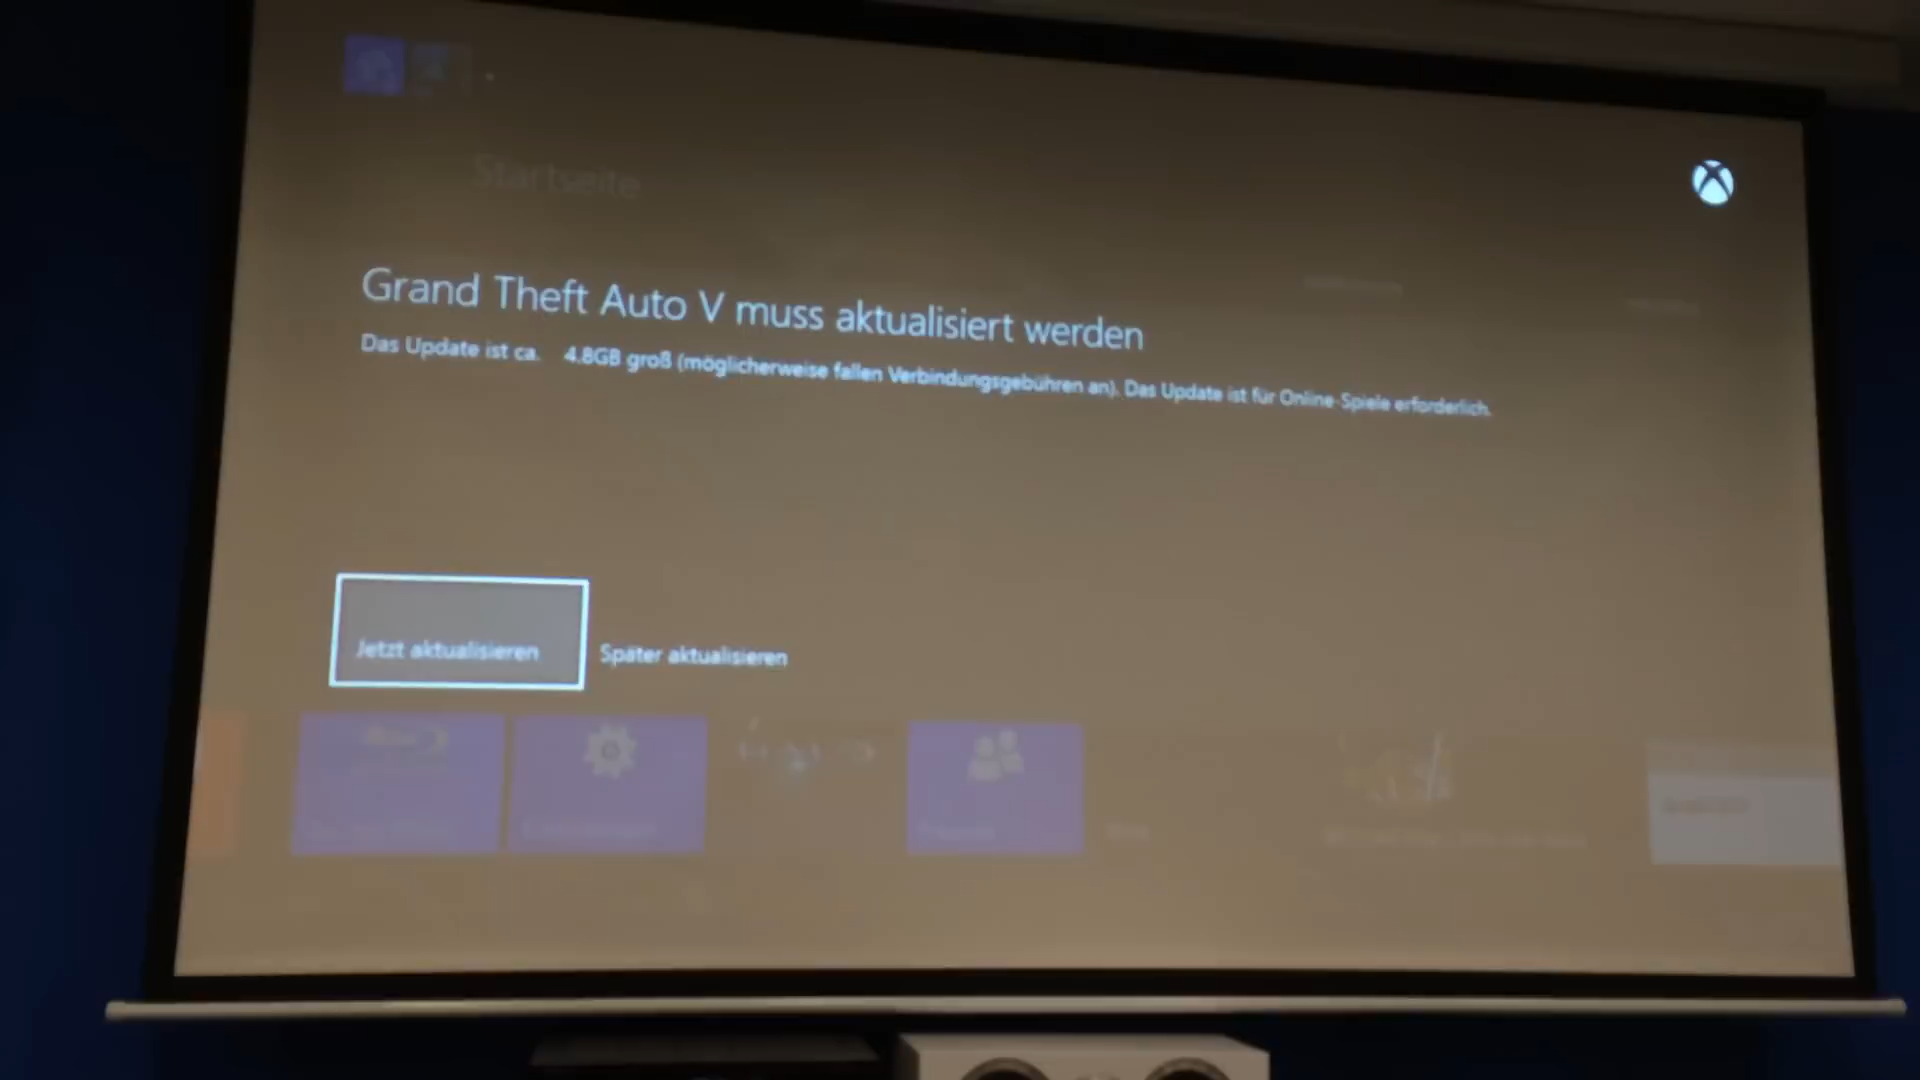 Startseite
Grand Theft Auto V muss aktualisiert werden
Das Update ist ca. 4.8GB groß (möglicherweise fallen Verbindungsgebühren an). Das Update ist für Online-Spiele erforderlich.
Jetzt aktualisieren
Später aktualisieren